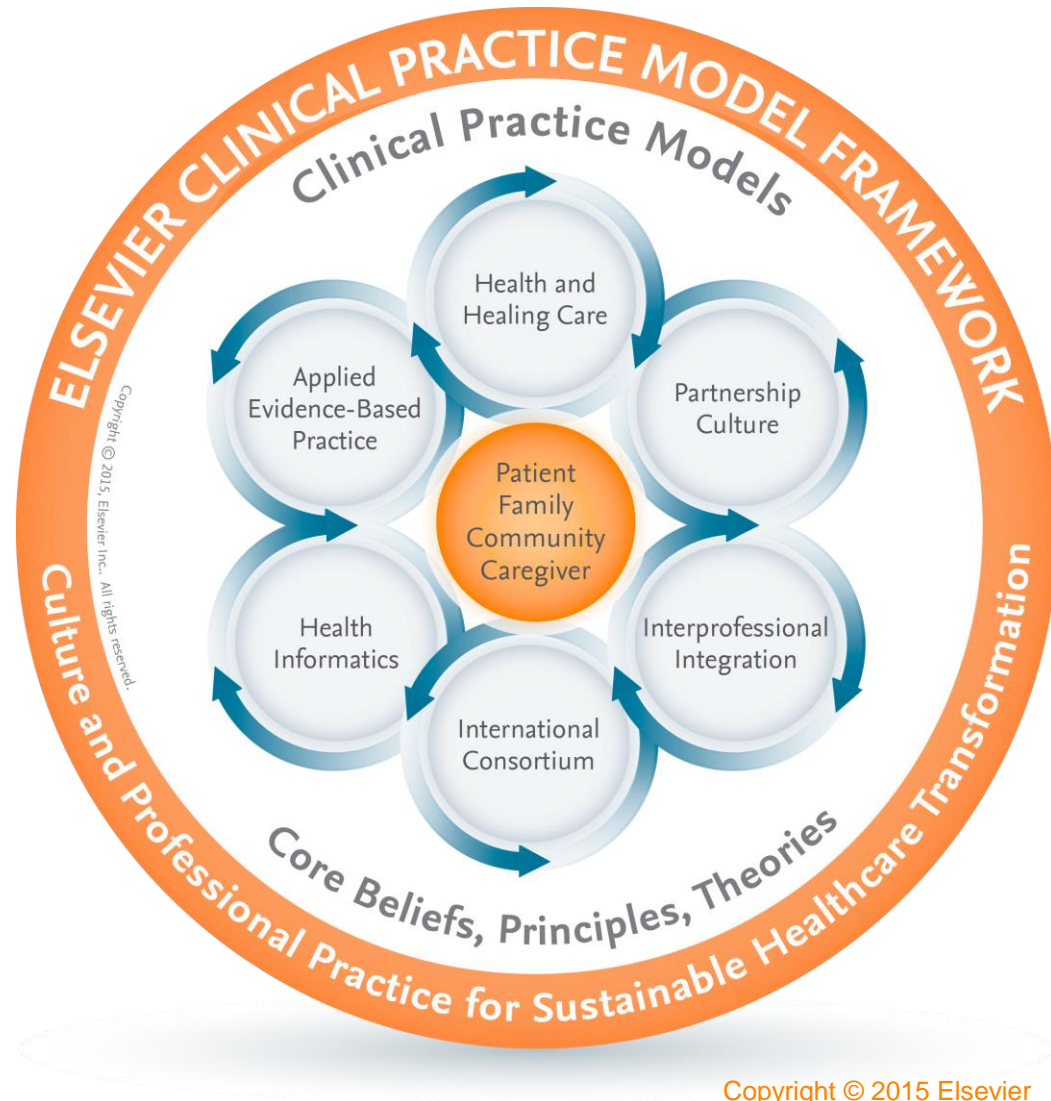 ELSEVIER CLINICAL PRACTICE MODEL FRAMEWORK
Clinical Practice Models
Health and
Healing Care
Applied
Evidence-Based
Practice
Partnership
Culture
Patient
Family
Community
Caregiver
Health
Informatics
Interprofessional
Integration
International
Consortium
Core Beliefs, Principles, Theories
Culture and Professional Practice for Sustainable Healthcare Transformation
Copyright © 2015, Elsevier Inc.. All rights reserved.
Copyright © 2015 Elsevier